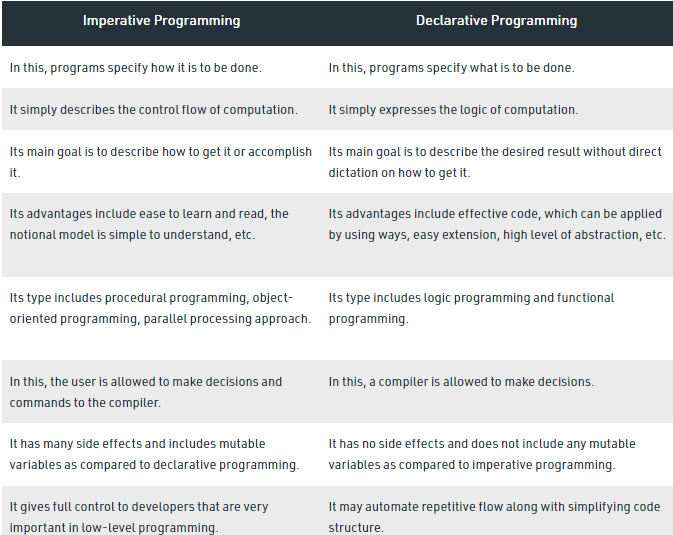 Imperative Programming
Declarative Programming
In this, programs specify how it is to be done.
In this, programs specify what is to be done.
It simply describes the control flow of computation.
It simply expresses the logic of computation.
Its main goal is to describe how to get it or accomplish
it.
Its main goal is to describe the desired result without direct
dictation on how to get it.
Its advantages include ease to learn and read, the
notional model is simple to understand, etc.
Its advantages include effective code, which can be applied
by using ways, easy extension, high level of abstraction, etc.
Its type includes procedural programming, object-
oriented programming, parallel processing approach.
Its type includes logic programming and functional
programming.
In this, the user is allowed to make decisions and
commands to the compiler.
In this, a compiler is allowed to make decisions.
It has many side effects and includes mutable
variables as compared to declarative programming.
It has no side effects and does not include any mutable
variables as compared to imperative programming.
It gives full control to developers that are very
important in low-level programming.
It may automate repetitive flow along with simplifying code
structure.